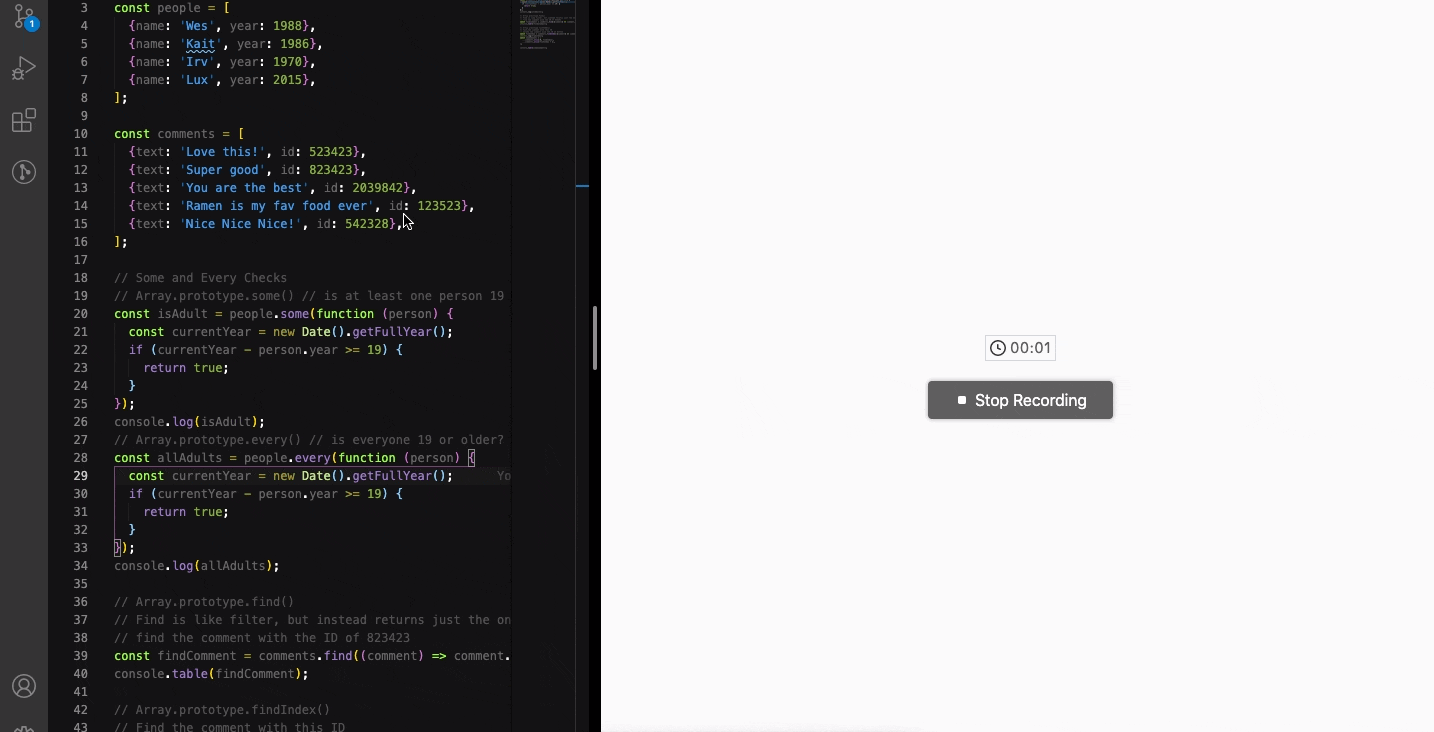 1
3 const people = [
4 {name: 'Wes', year: 1988},
5 {name: 'Kait', year: 1986},
6 {name: 'Irv', year: 1970},
7 {name: 'Lux', year: 2015},
8 ];
9
10 const comments = [
11 {text: 'Love this!', id: 523423},
12 {text: 'Super good', id: 823423},
13 {text: 'You are the best', id: 2039842},
14 {text: 'Ramen is my fav food ever', id: 123523},
15 {text: 'Nice Nice Nice!', id: 542328},
16 ];
17
18 // Some and Every Checks
19 // Array.prototype.some() // is at least one person 19
20 const isAdult = people.some(function (person) {
21 const currentYear = new Date().getFullYear();
22 if (currentYear - person.year >= 19) {
23 return true;
24 }
25 });
26 console.log(isAdult);
27 // Array.prototype.every() // is everyone 19 or older?
28 const allAdults = people.every(function (person) {
29 const currentYear = new Date().getFullYear(); Yo
30 if (currentYear - person.year >= 19) {
31 return true;
32 }
33 });
34 console.log(allAdults);
35
36 // Array.prototype.find()
37 // Find is like filter, but instead returns just the on
38 // find the comment with the ID of 823423
39 const findComment = comments.find((comment) => comment.
40 console.table(findComment);
41
42 // Array.prototype.findIndex()
43 // Find the comment with this ID
00:01
Stop Recording